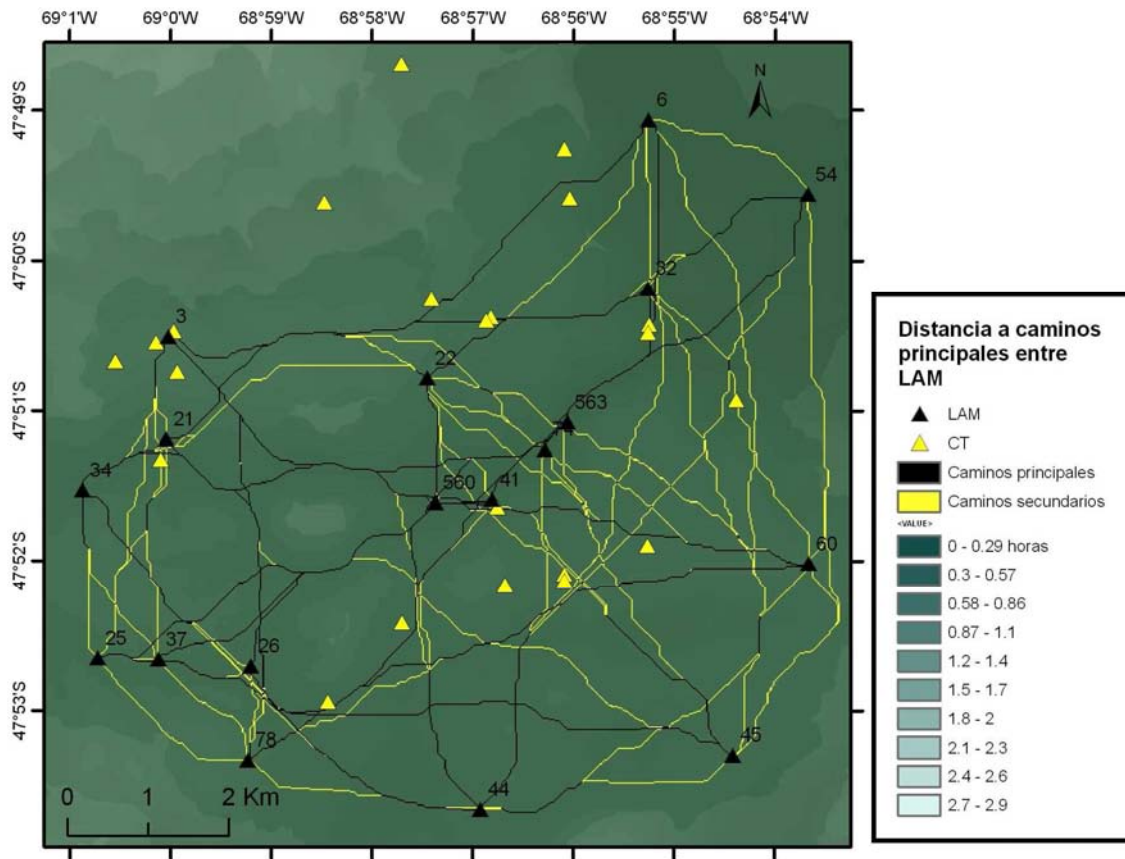 69°1'W 69°0'W 68°59'W 68°58'W 68°57'W 68°56'W 68°55'W 68°54'W
47°49'S
47°50'S
47°51'S
47°52'S
47°53'S
N
6
54
32
3
22
21
563
34
560
41
60
25
37
26
78
45
44
0 1 2 Km
Distancia a caminos
principales entre
LAM
LAM
CT
Caminos principales
Caminos secundarios
<VALUE>
0 - 0.29 horas
0.3 - 0.57
0.58 - 0.86
0.87 - 1.1
1.2 - 1.4
1.5 - 1.7
1.8 - 2
2.1 - 2.3
2.4 - 2.6
2.7 - 2.9